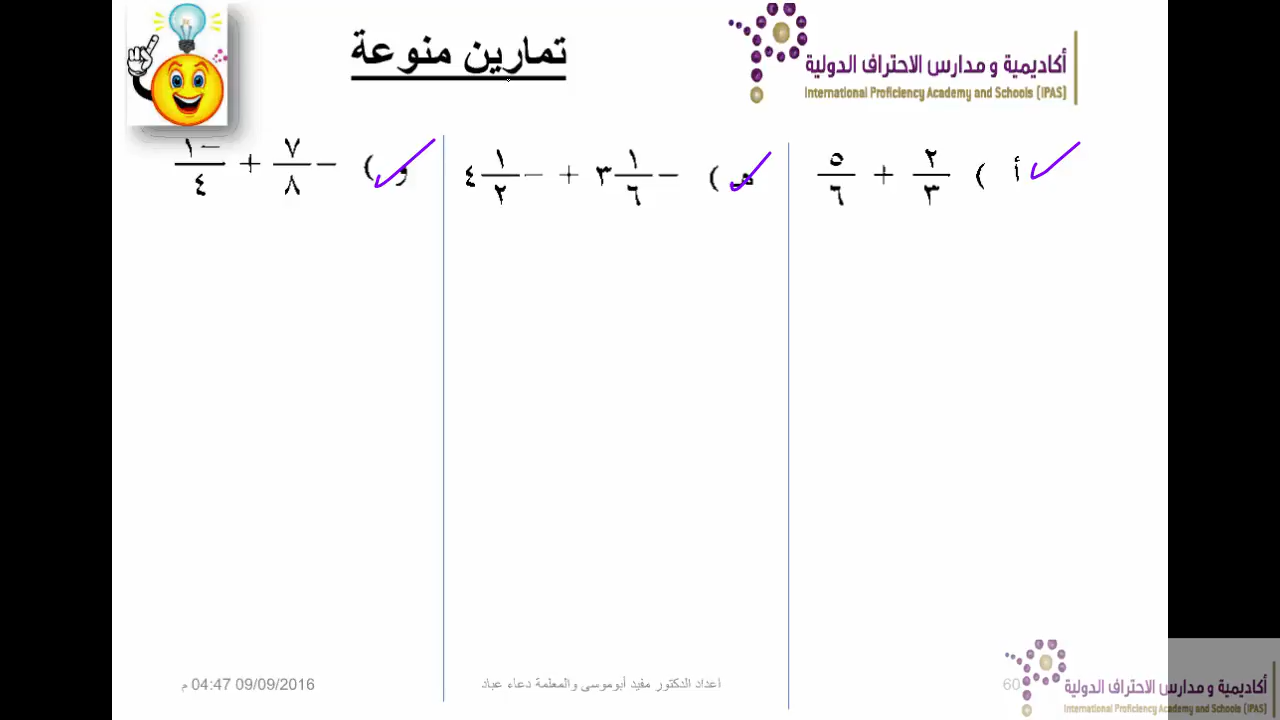 تمارين منوعة
أكاديمية و مدارس الاحتراف الدولية
International Proficiency Academy and Schools (IPAS)
أ ) ٢/٣ + ٥/٦
هـ ) − ٣ ١/٦ + − ٤ ١/٢
و ) − ٧/٨ + −١/٤
60
اعداد الدكتور مفيد أبوموسى والمعلمة دعاء عباد
09/09/2016 04:47 م
أكاديمية و مدارس الاحتراف الدولية
International Proficiency Academy and Schools (IPAS)